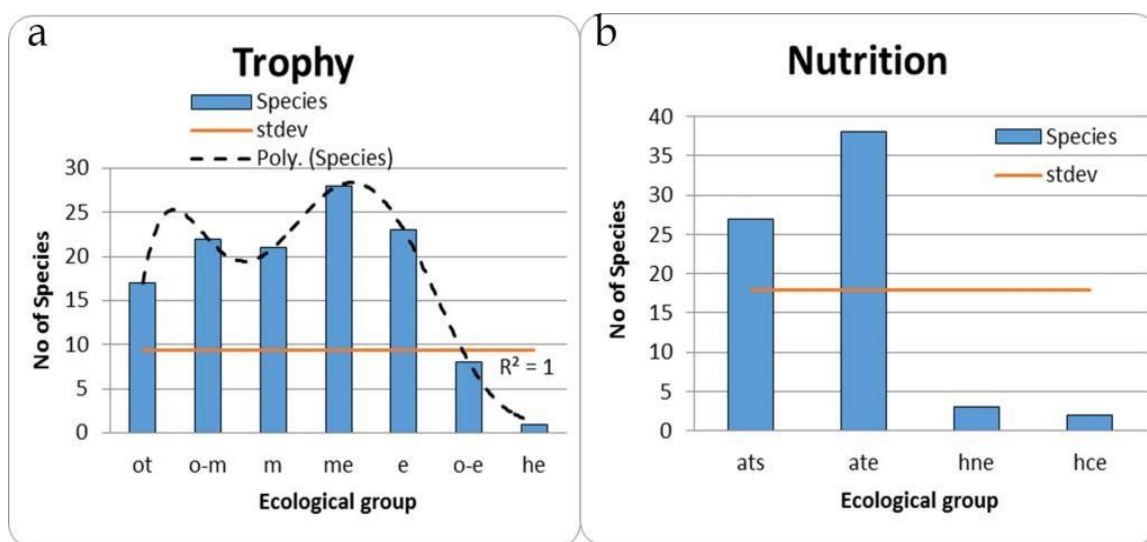 a
Trophy
Species
stdev
Poly. (Species)
30
25
20
15
10
5
0
No of Species
R² = 1
ot o-m m me e o-e he
Ecological group
b
Nutrition
Species
stdev
40
35
30
25
20
15
10
5
0
No of Species
ats ate hne hce
Ecological group